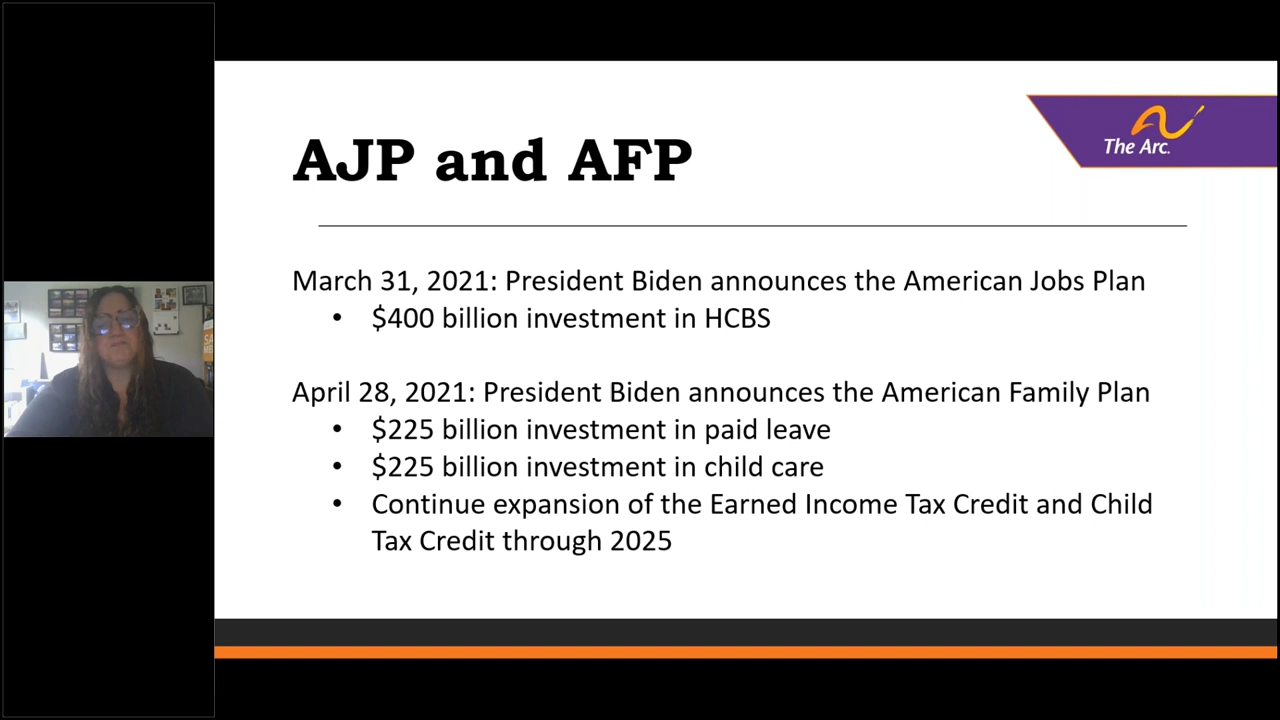 AJP and AFP
The Arc.
March 31, 2021: President Biden announces the American Jobs Plan
• $400 billion investment in HCBS
April 28, 2021: President Biden announces the American Family Plan
• $225 billion investment in paid leave
• $225 billion investment in child care
• Continue expansion of the Earned Income Tax Credit and Child
Tax Credit through 2025